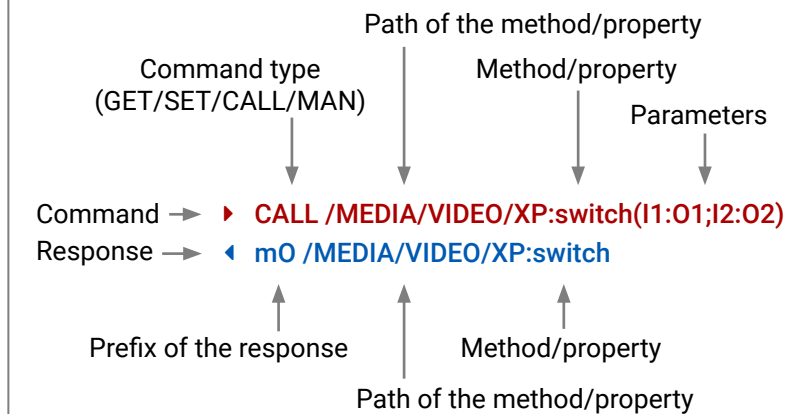 Path of the method/property
Command type
(GET/SET/CALL/MAN)
Method/property
Parameters
Command
CALL /MEDIA/VIDEO/XP:switch(I1:O1;I2:O2)
Response
mO /MEDIA/VIDEO/XP:switch
Prefix of the response
Method/property
Path of the method/property